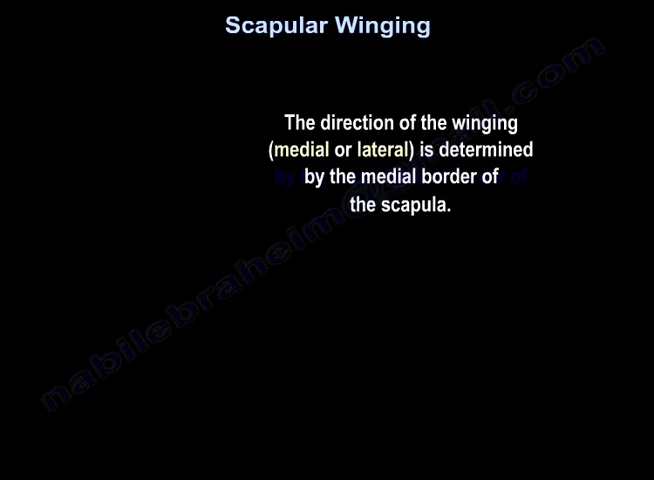 Scapular Winging
The direction of the winging
(medial or lateral) is determined
by the medial border of
the scapula.